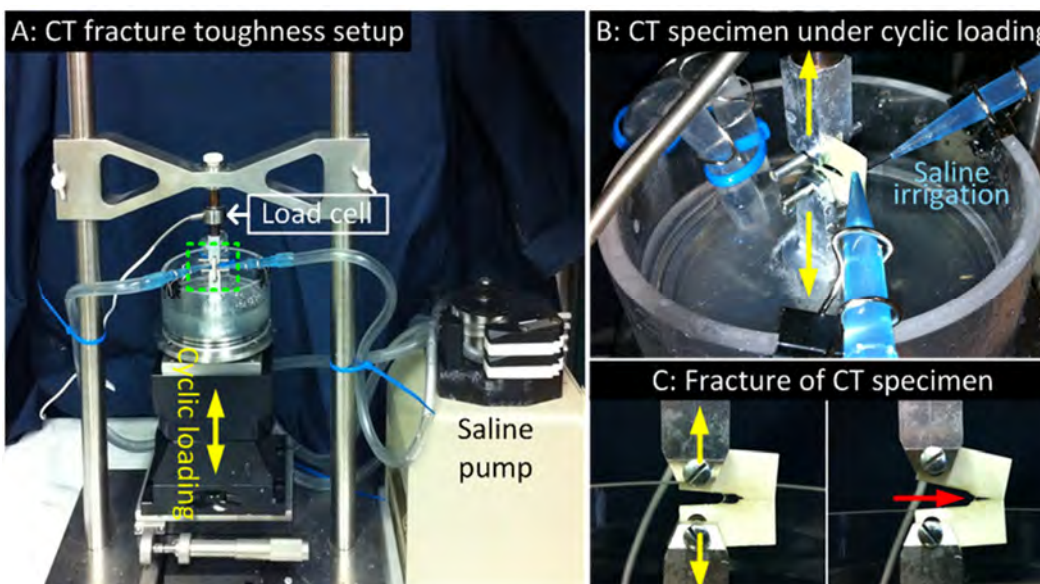 A: CT fracture toughness setup
Load cell
Cyclic loading
Saline
pump
B: CT specimen under cyclic loading
Saline
irrigation
C: Fracture of CT specimen